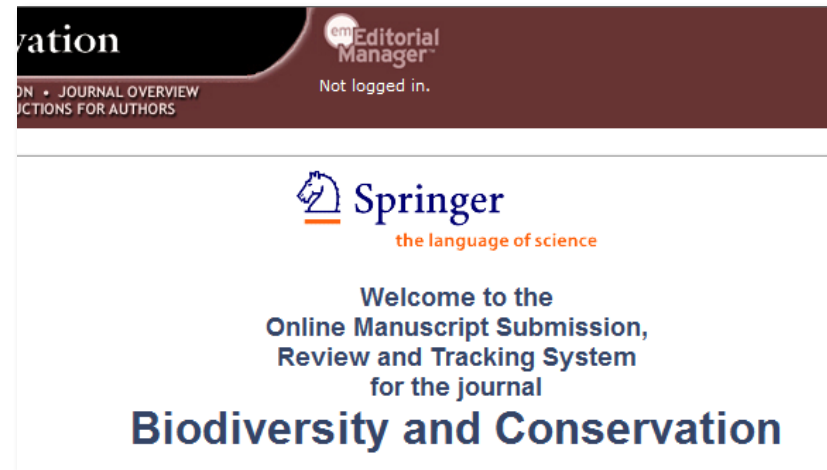 vation
em Editorial
Manager™
Not logged in.
ON • JOURNAL OVERVIEW
UCTIONS FOR AUTHORS
Springer
the language of science
Welcome to the
Online Manuscript Submission,
Review and Tracking System
for the journal
Biodiversity and Conservation